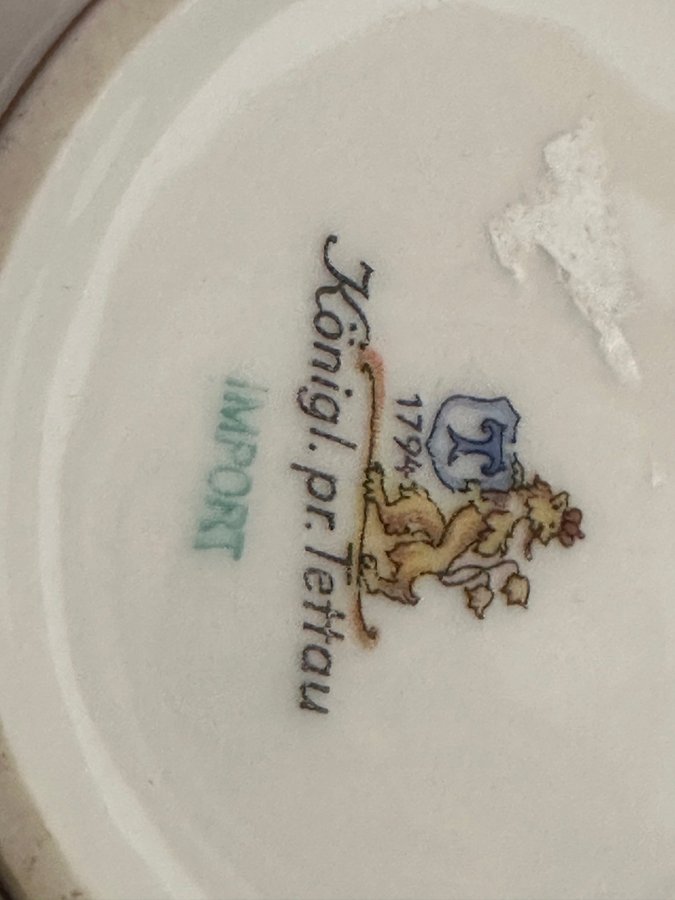 T
1794
Königl. pr. Tettau
IMPORT